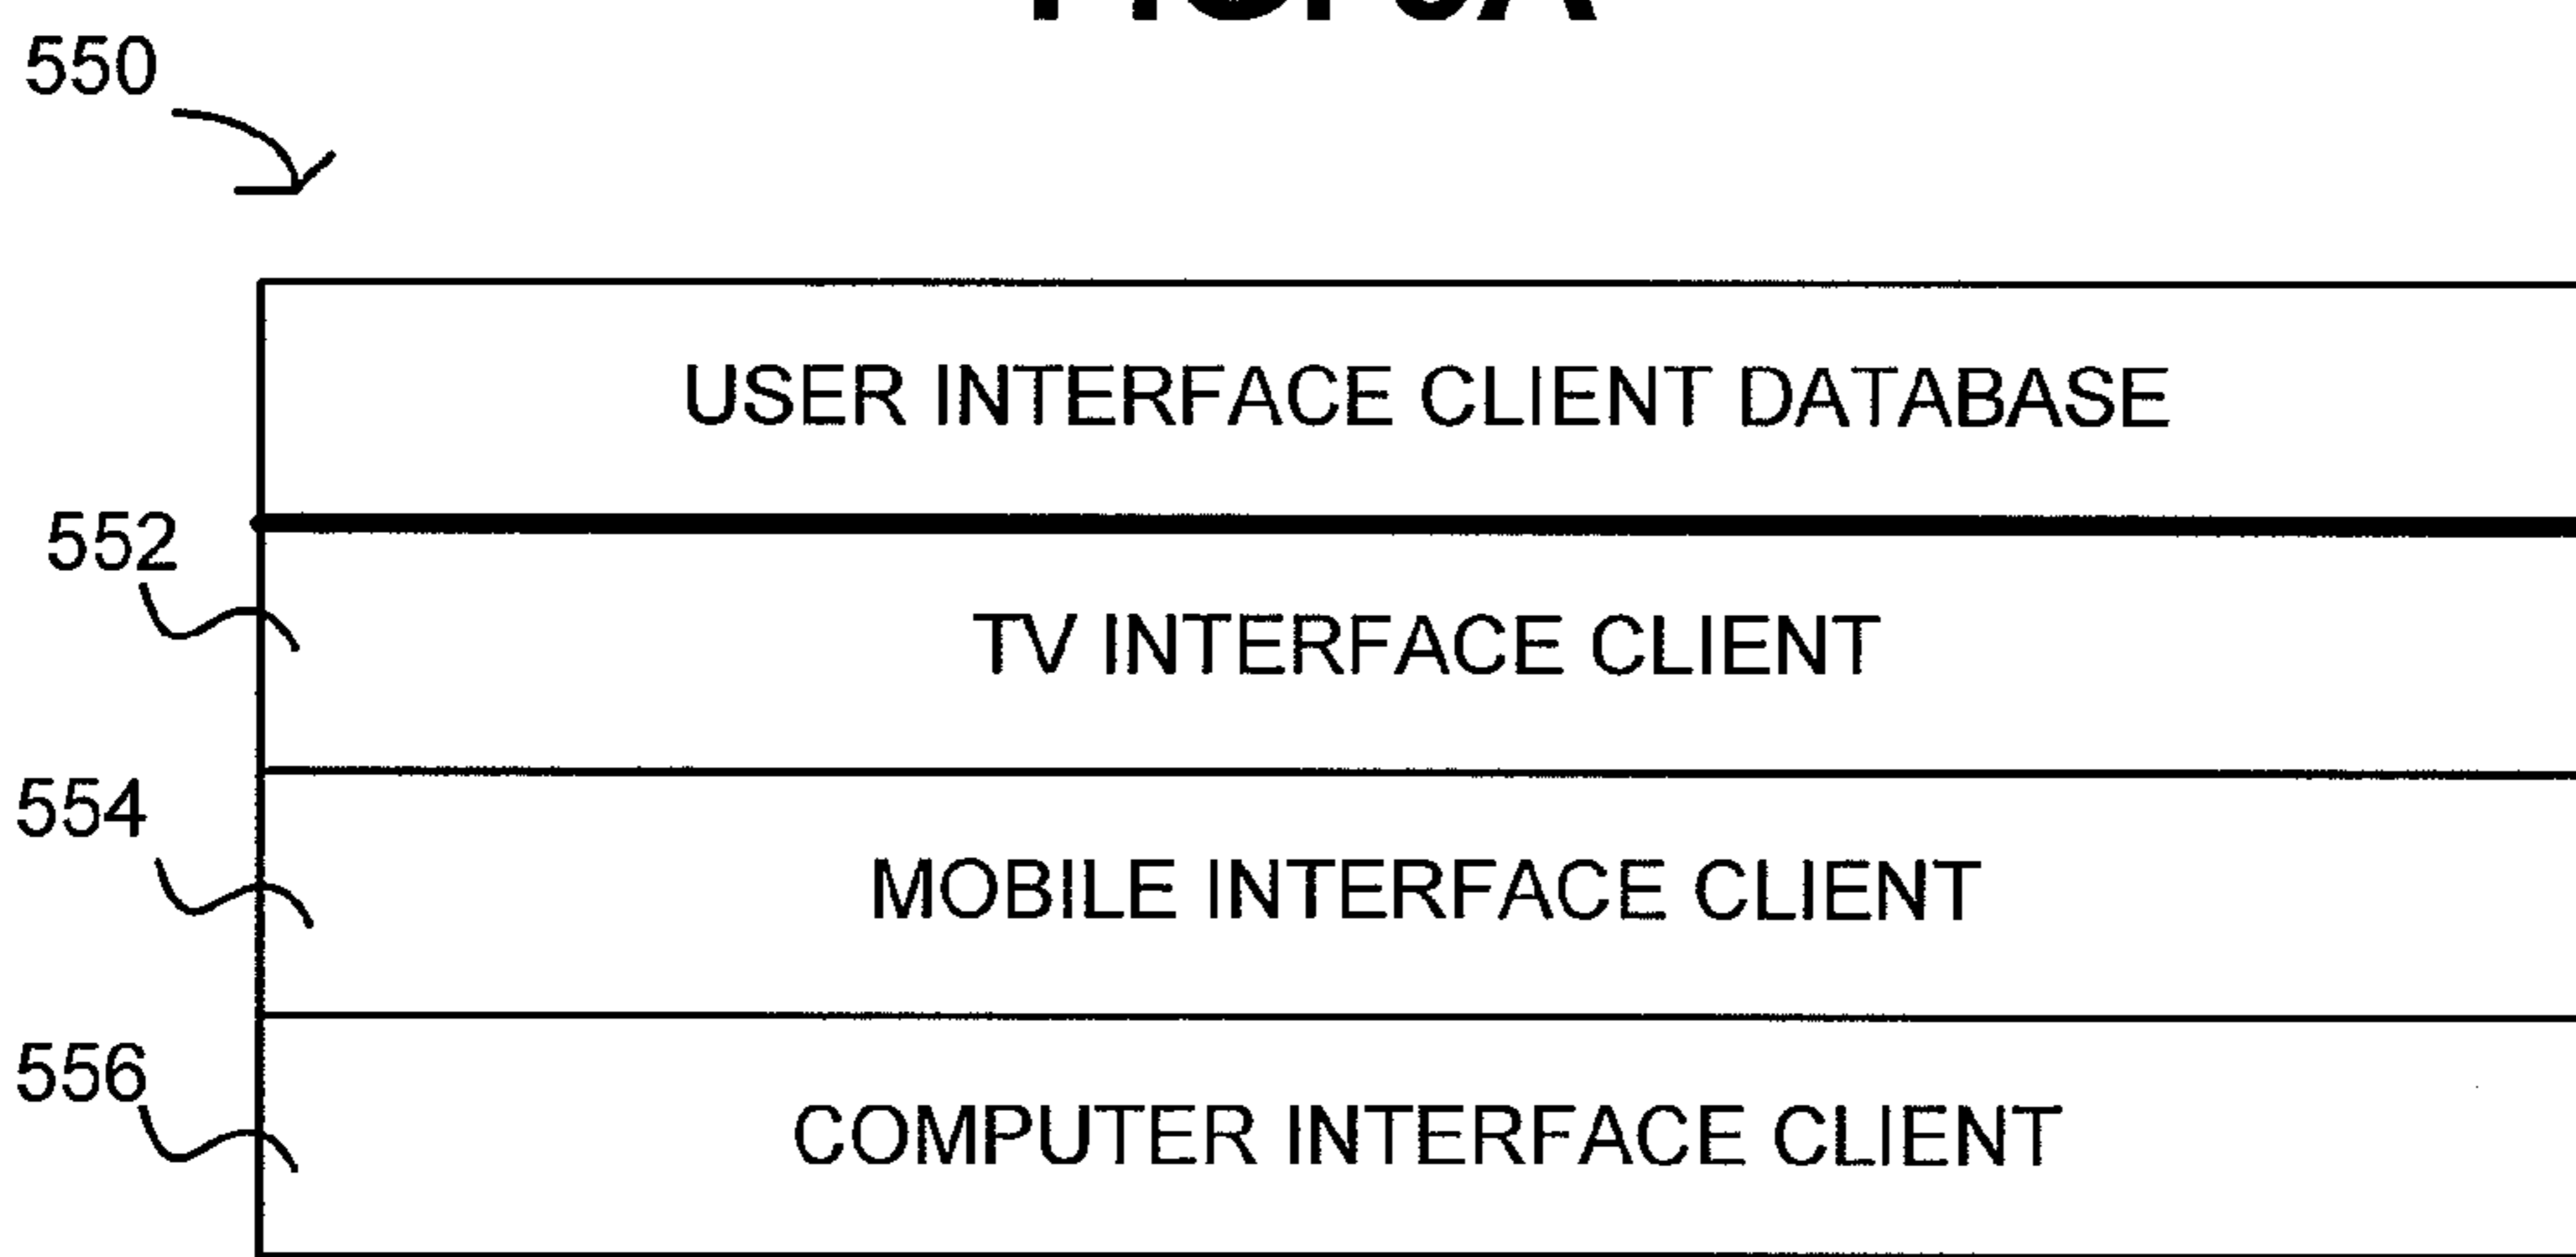 550
USER INTERFACE CLIENT DATABASE
552
TV INTERFACE CLIENT
554
MOBILE INTERFACE CLIENT
556
COMPUTER INTERFACE CLIENT